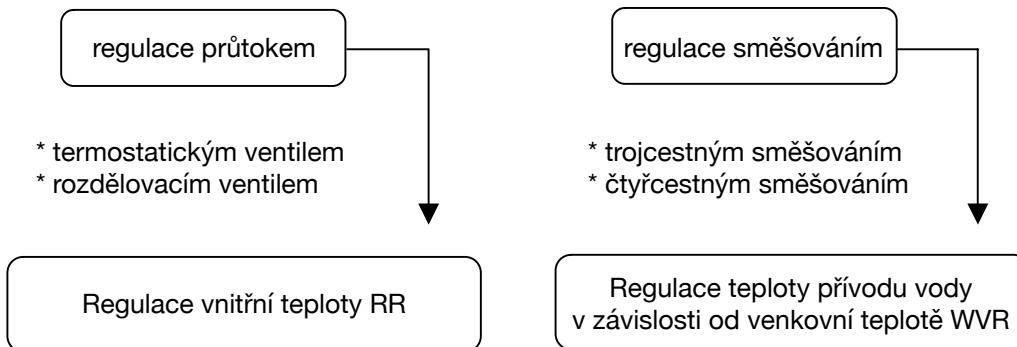 regulace průtokem
* termostatickým ventilem
* rozdělovacím ventilem
Regulace vnitřní teploty RR
regulace směšováním
* trojcestným směšováním
* čtyřcestným směšováním
Regulace teploty přívodu vody
v závislosti od venkovní teplotě WVR